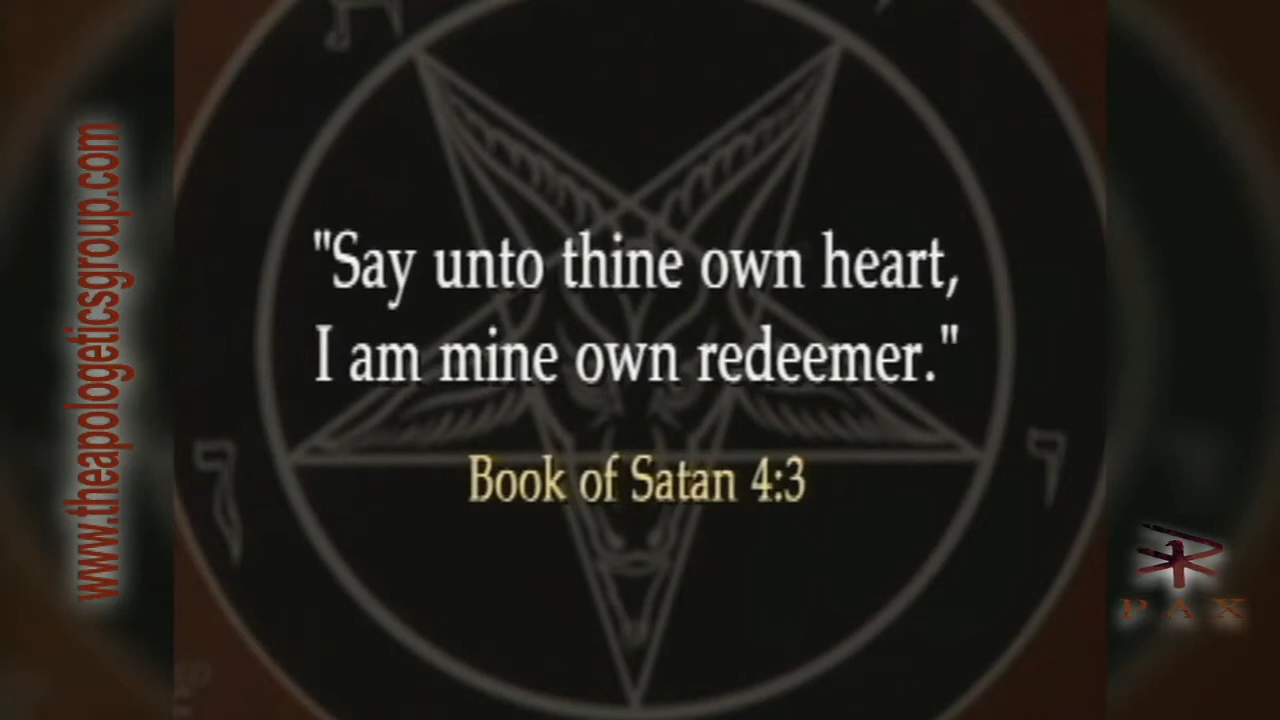 "Say unto thine own heart,
I am mine own redeemer."
Book of Satan 4:3
www.theapologeticsgroup.com
PAX